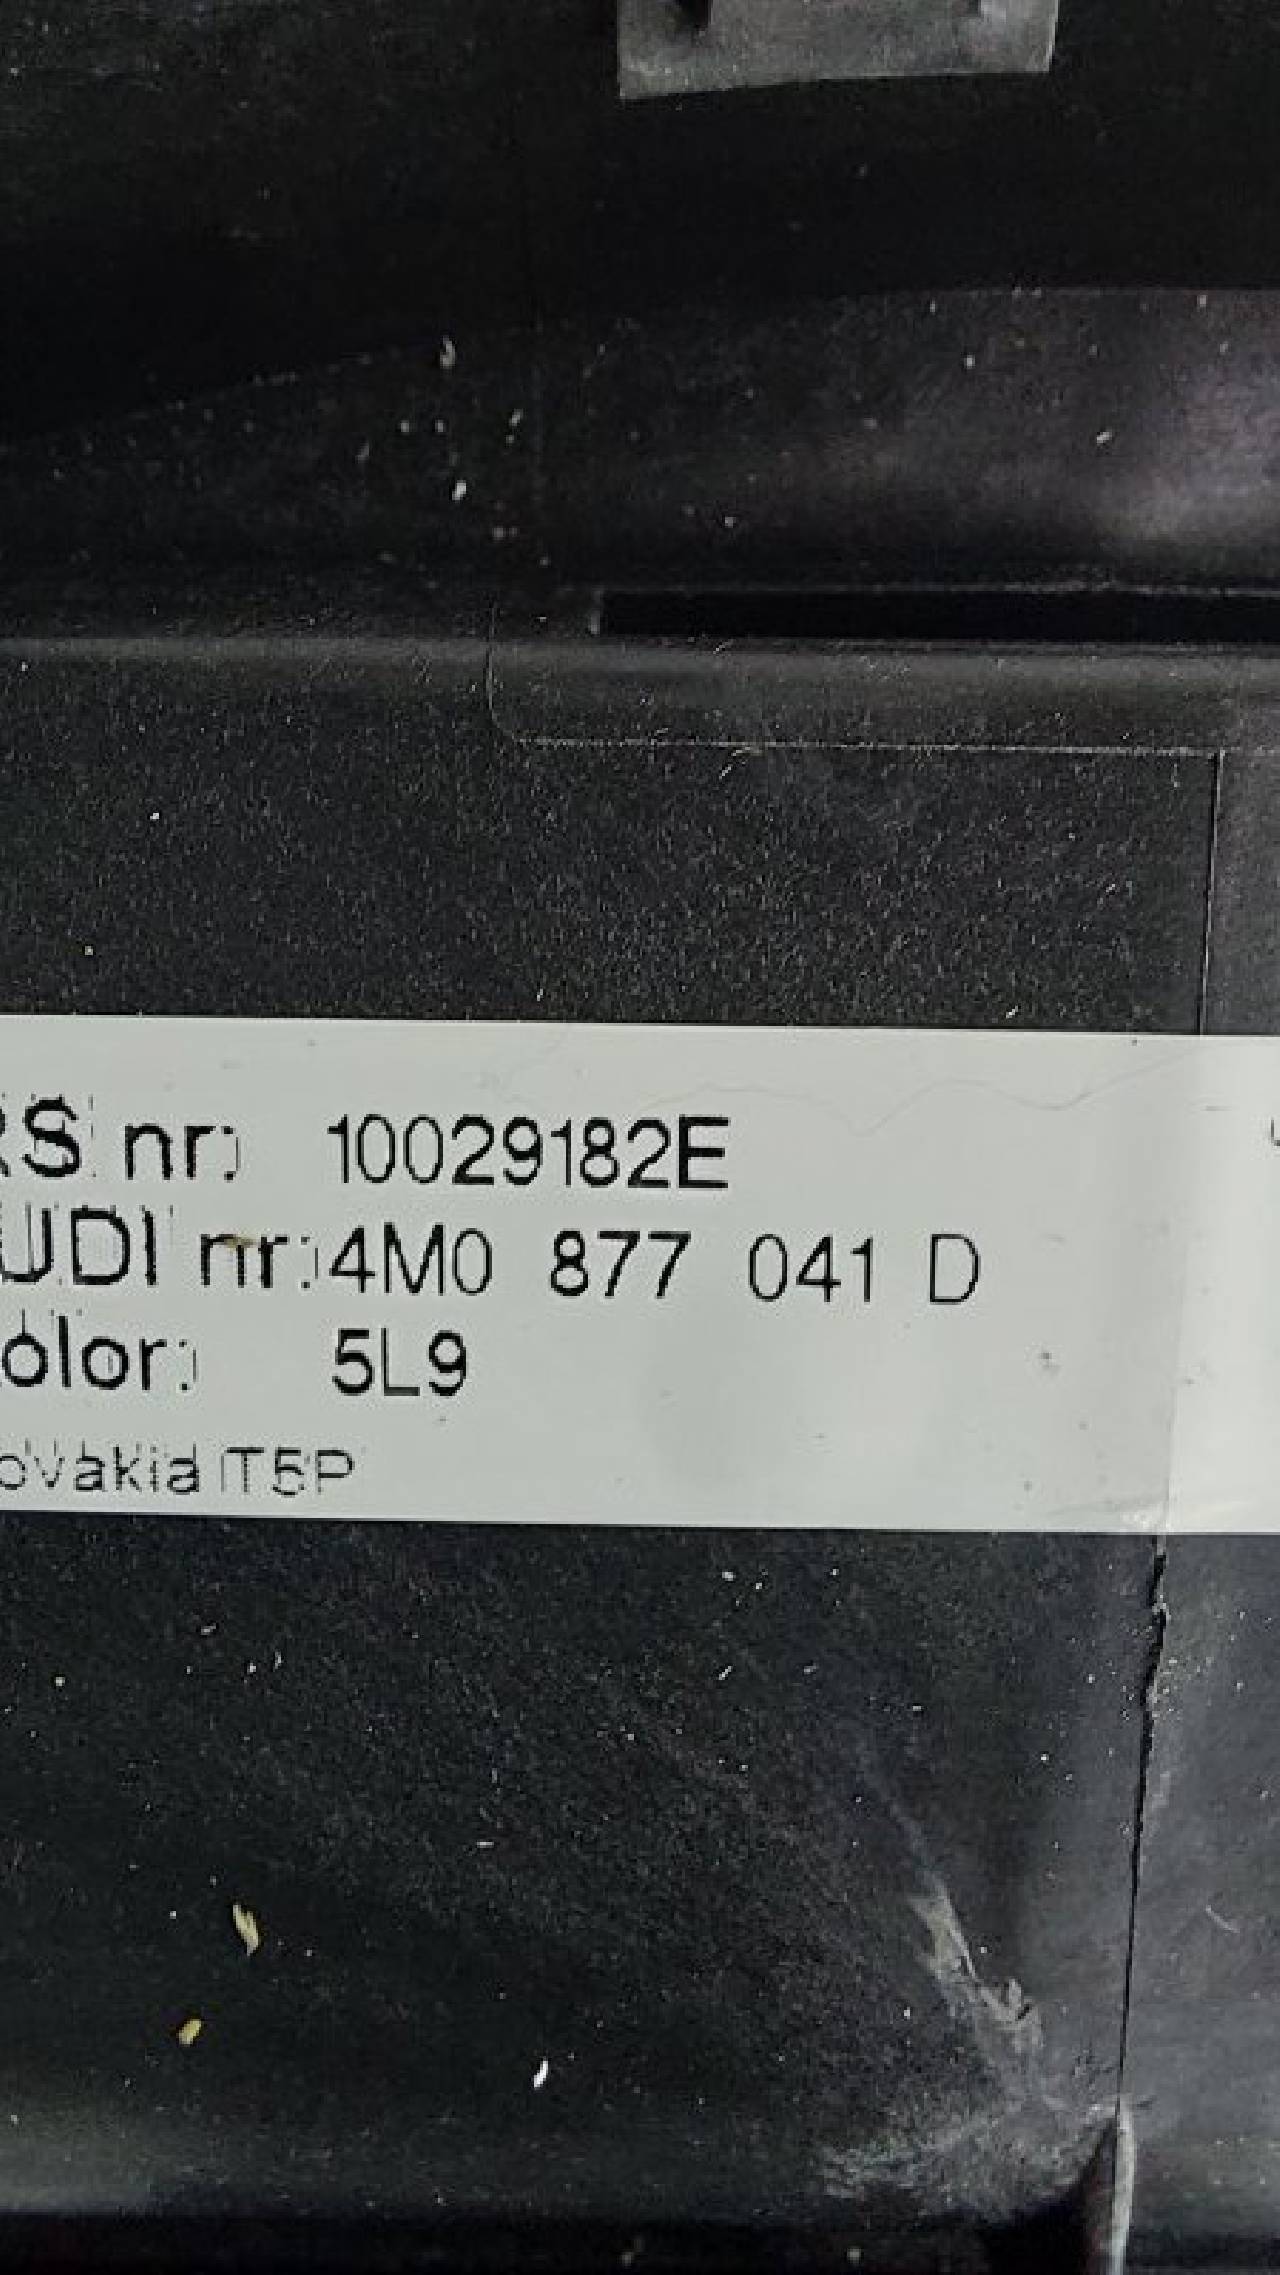 RS nr: 10029182E
UDI nr: 4M0 877 041 D
olor: 5L9
ovakia IT5P